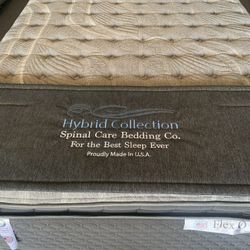 Hybrid Collection
Spinal Care Bedding Co.
For the Best Sleep Ever
Proudly Made In U.S.A.